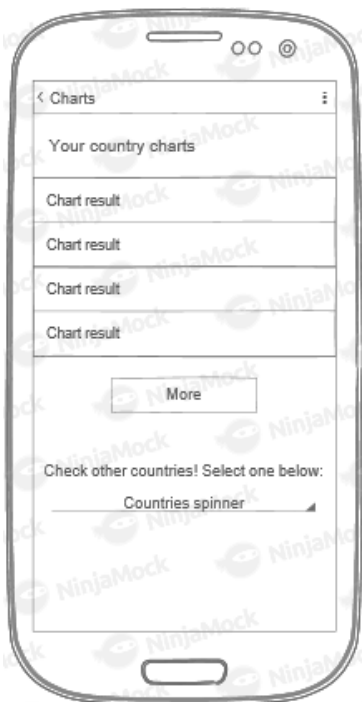 < Charts
Your country charts
Chart result
Chart result
Chart result
Chart result
More
Check other countries! Select one below:
Countries spinner
NinjaMock